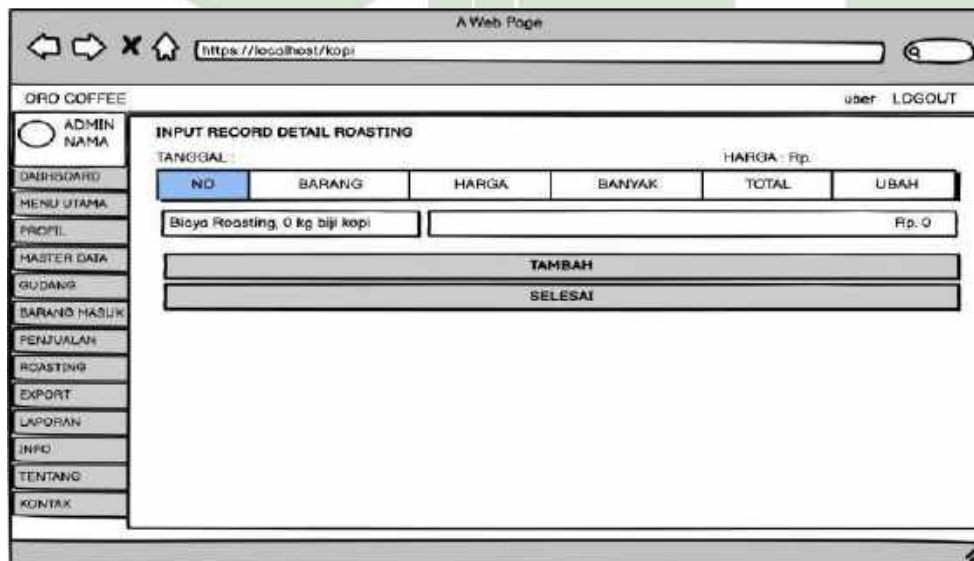 A Web Page
https://localhost/kopi
ORO COFFEE
user LOGOUT
ADMIN
NAMA
INPUT RECORD DETAIL ROASTING
TANGGAL : HARGA : Rp.
NO BARANG HARGA BANYAK TOTAL UBAH
Biaya Roasting, 0 kg biji kopi Rp. 0
TAMBAH
SELESAI
DASHBOARD
MENU UTAMA
PROFIL
MASTER DATA
GUDANG
BARANG MASUK
PENJUALAN
ROASTING
EXPORT
LAPORAN
INFO
TENTANG
KONTAK